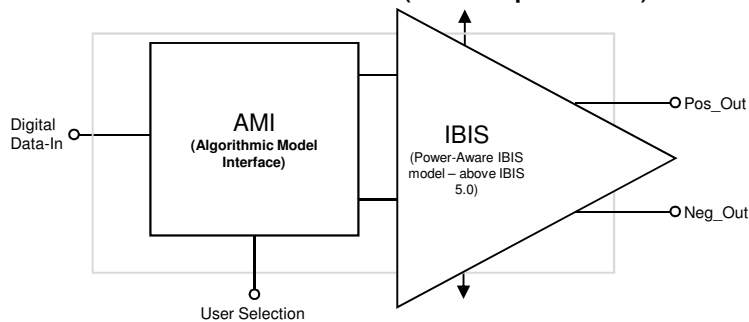 Digital
Data-In
AMI
(Algorithmic Model
Interface)
IBIS
(Power-Aware IBIS
model – above IBIS
5.0)
Pos_Out
Neg_Out
User Selection